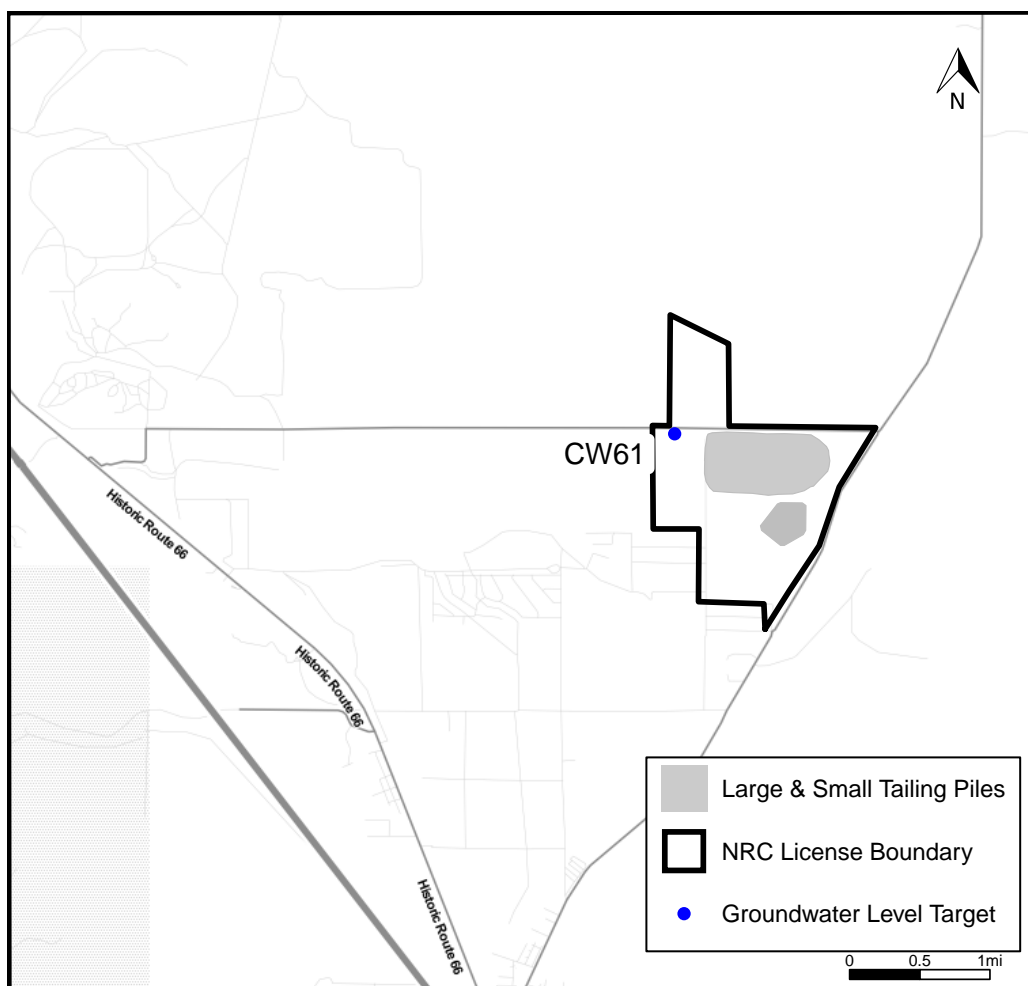 N
CW61
Historic Route 66
Historic Route 66
Historic Route 66
Large & Small Tailing Piles
NRC License Boundary
Groundwater Level Target
0 0.5 1mi